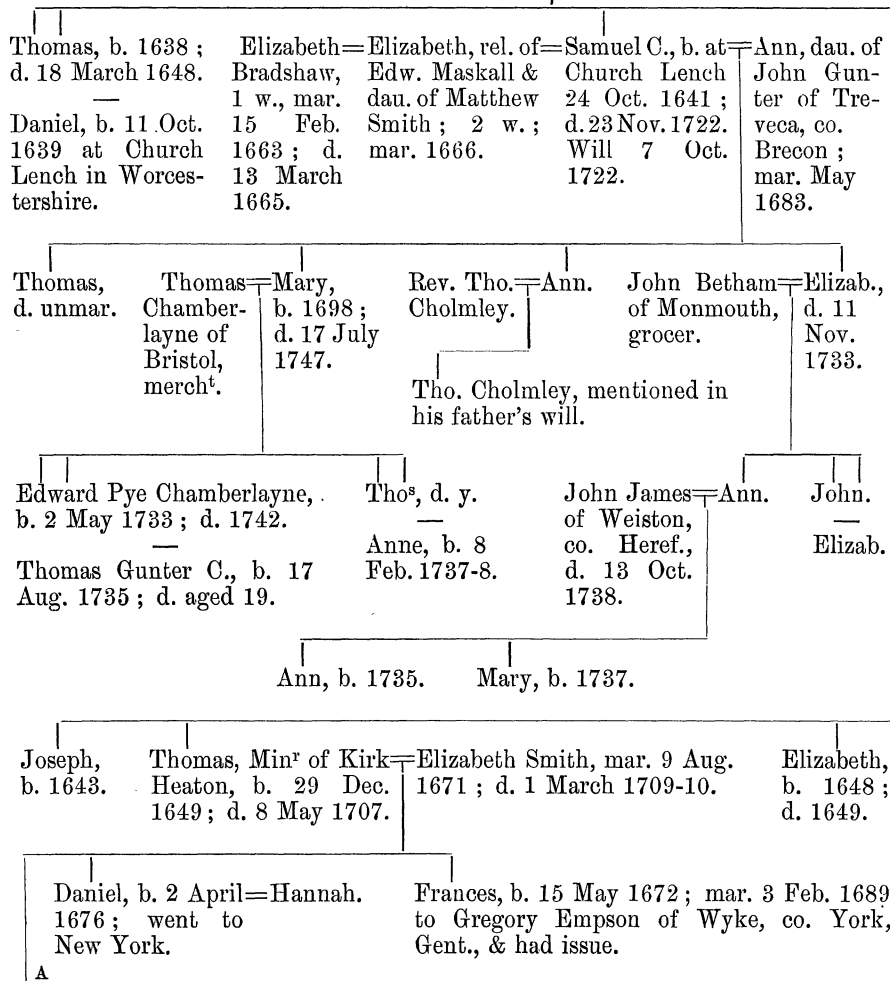 Thomas, b. 1638 ;
d. 18 March 1648.
—
Daniel, b. 11 Oct.
1639 at Church
Lench in Worces-
tershire.
Elizabeth=
Bradshaw,
1 w., mar.
15 Feb.
1663 ; d.
13 March
1665.
Elizabeth, rel. of=
Edw. Maskall &
dau. of Matthew
Smith ; 2 w. ;
mar. 1666.
Samuel C., b. at=
Church Lench
24 Oct. 1641 ;
d. 23 Nov. 1722.
Will 7 Oct.
1722.
Ann, dau. of
John Gun-
ter of Tre-
veca, co.
Brecon ;
mar. May
1683.
Thomas,
d. unmar.
Thomas=
Chamber-
layne of
Bristol,
mercht.
Mary,
b. 1698 ;
d. 17 July
1747.
Rev. Tho.=
Cholmley.
Ann.
John Betham=
of Monmouth,
grocer.
Elizab.,
d. 11
Nov.
1733.
Tho. Cholmley, mentioned in
his father's will.
Edward Pye Chamberlayne,
b. 2 May 1733 ; d. 1742.
—
Thomas Gunter C., b. 17
Aug. 1735 ; d. aged 19.
Thos, d. y.
—
Anne, b. 8
Feb. 1737-8.
John James=
of Weiston,
co. Heref.,
d. 13 Oct.
1738.
Ann.
John.
—
Elizab.
Ann, b. 1735.
Mary, b. 1737.
Joseph,
b. 1643.
Thomas, Minr of Kirk=
Heaton, b. 29 Dec.
1649 ; d. 8 May 1707.
Elizabeth Smith, mar. 9 Aug.
1671 ; d. 1 March 1709-10.
Elizabeth,
b. 1648 ;
d. 1649.
Daniel, b. 2 April=
1676 ; went to
New York.
Hannah.
Frances, b. 15 May 1672 ; mar. 3 Feb. 1689
to Gregory Empson of Wyke, co. York,
Gent., & had issue.
A